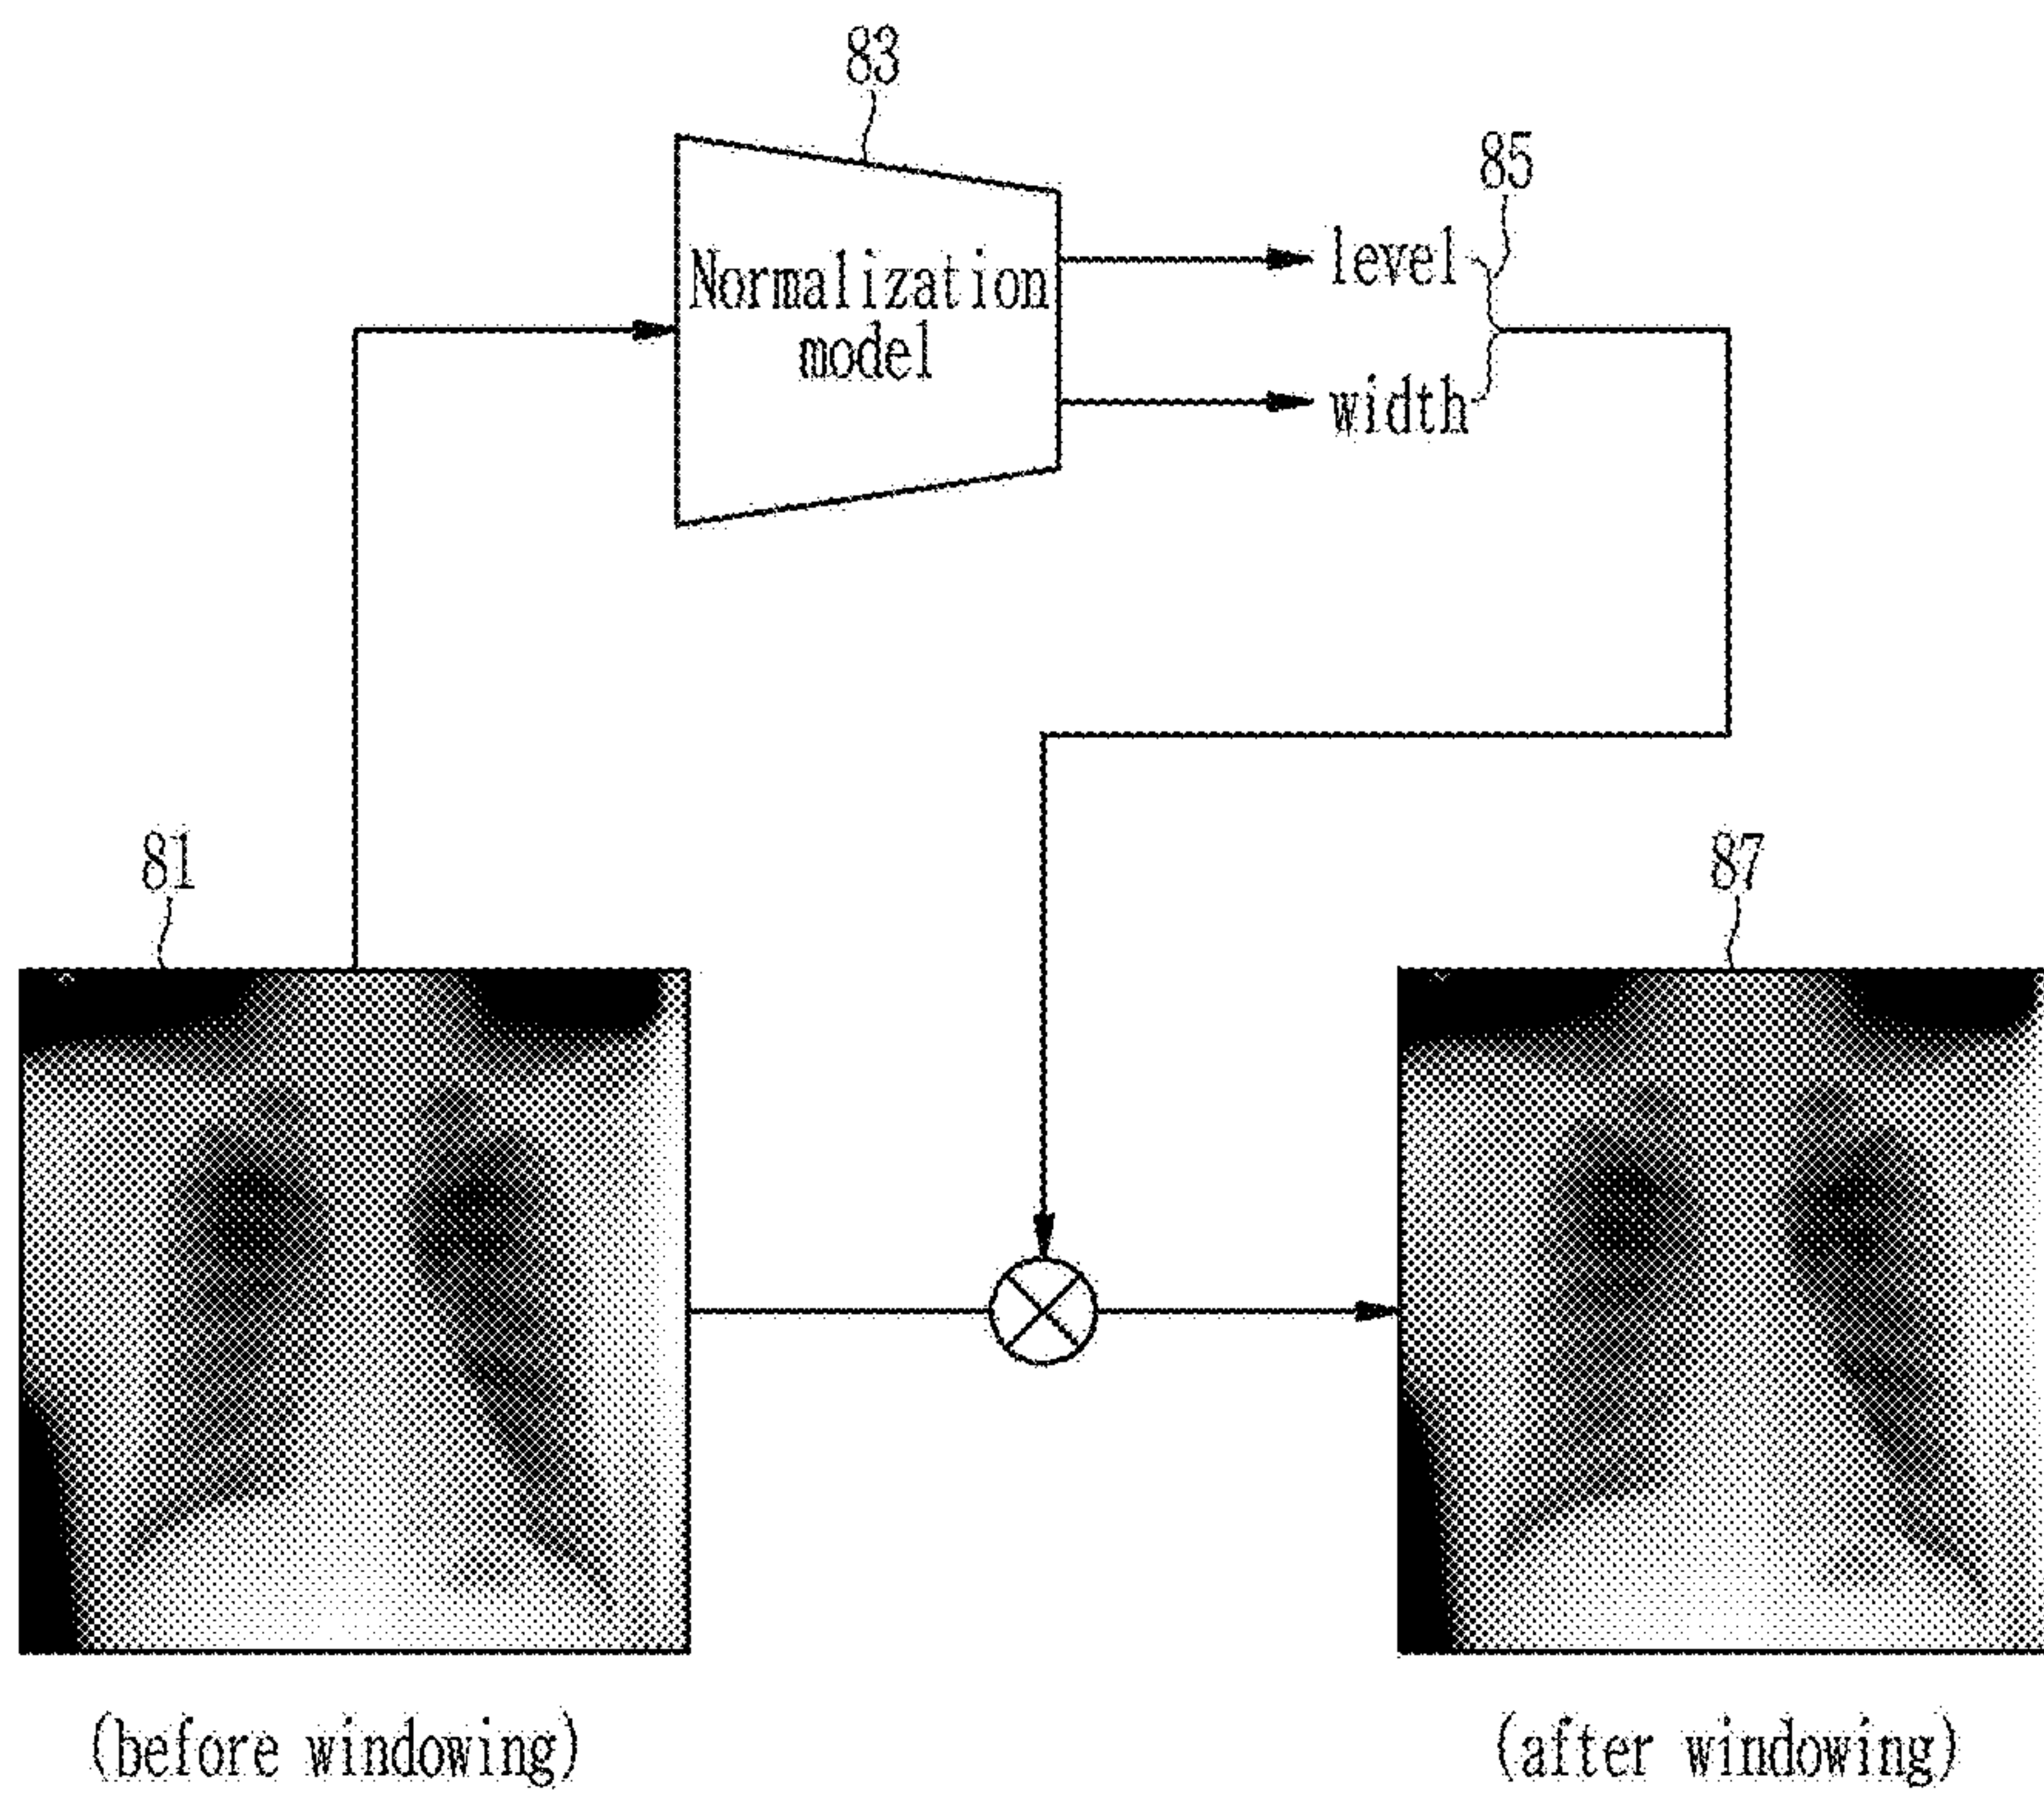 83
85
Normalization
model
level
width
81
87
(before windowing)
(after windowing)